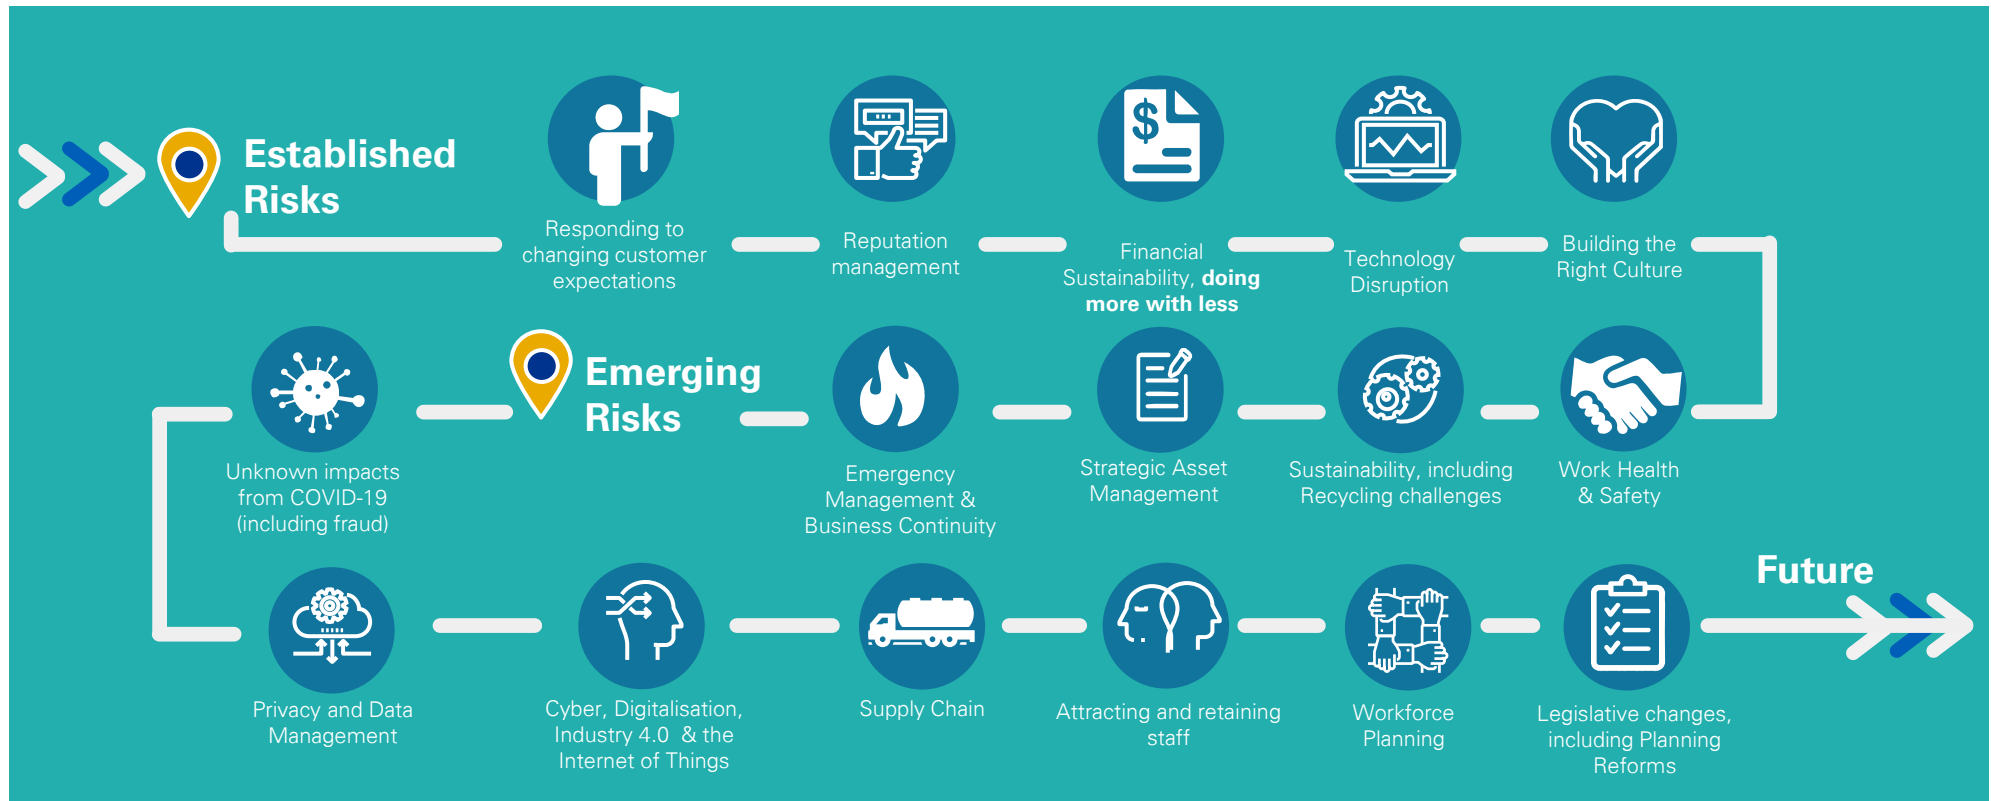 Established
Risks
Responding to
changing customer
expectations
Reputation
management
Financial
Sustainability, doing
more with less
Technology
Disruption
Building the
Right Culture
Work Health
& Safety
Sustainability, including
Recycling challenges
Strategic Asset
Management
Emergency
Management &
Business Continuity
Emerging
Risks
Unknown impacts
from COVID-19
(including fraud)
Privacy and Data
Management
Cyber, Digitalisation,
Industry 4.0 & the
Internet of Things
Supply Chain
Attracting and retaining
staff
Workforce
Planning
Legislative changes,
including Planning
Reforms
Future